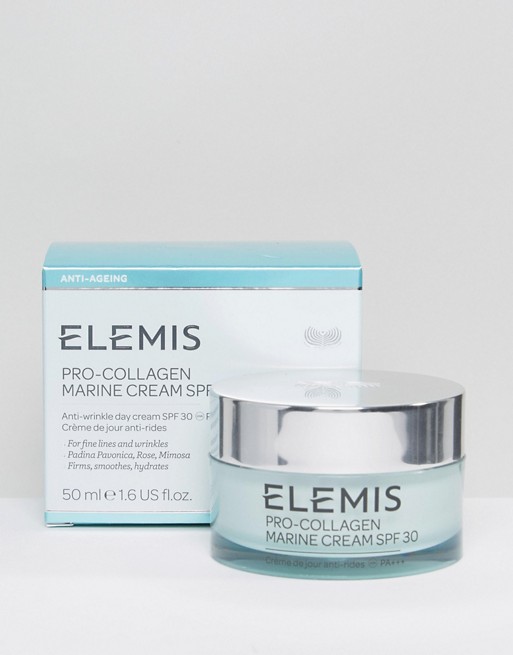 ANTI-AGEING
ELEMIS
PRO-COLLAGEN
MARINE CREAM SPF
Anti-wrinkle day cream SPF 30
Crème de jour anti-rides
· For fine lines and wrinkles
· Padina Pavonica, Rose, Mimosa
Firms, smoothes, hydrates
50 ml ℮ 1.6 US fl.oz.
ELEMIS
PRO-COLLAGEN
MARINE CREAM SPF 30
Crème de jour anti-rides PA+++